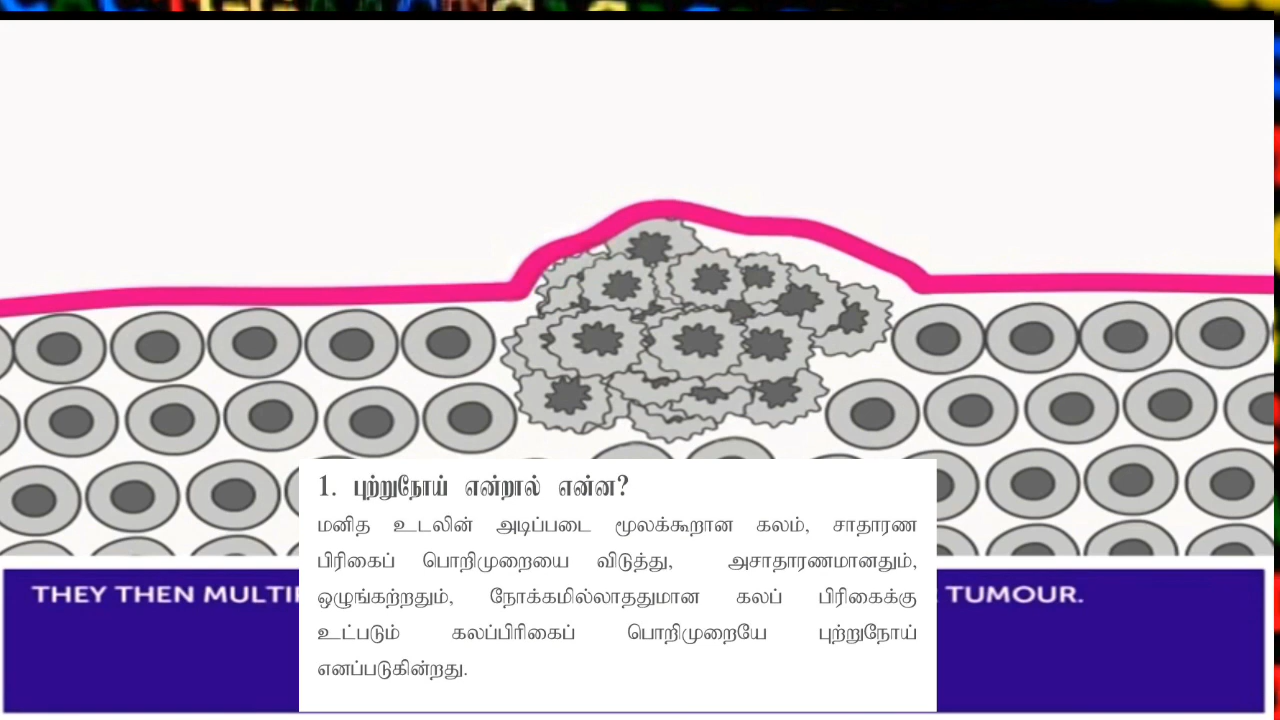 1. புற்றுநோய் என்றால் என்ன?
மனித உடலின் அடிப்படை மூலக்கூறான கலம், சாதாரண
பிரிகைப் பொறிமுறையை விடுத்து, அசாதாரணமானதும்,
ஒழுங்கற்றதும், நோக்கமில்லாததுமான கலப் பிரிகைக்கு
உட்படும் கலப்பிரிகைப் பொறிமுறையே புற்றுநோய்
எனப்படுகின்றது.
THEY THEN TUMOUR.